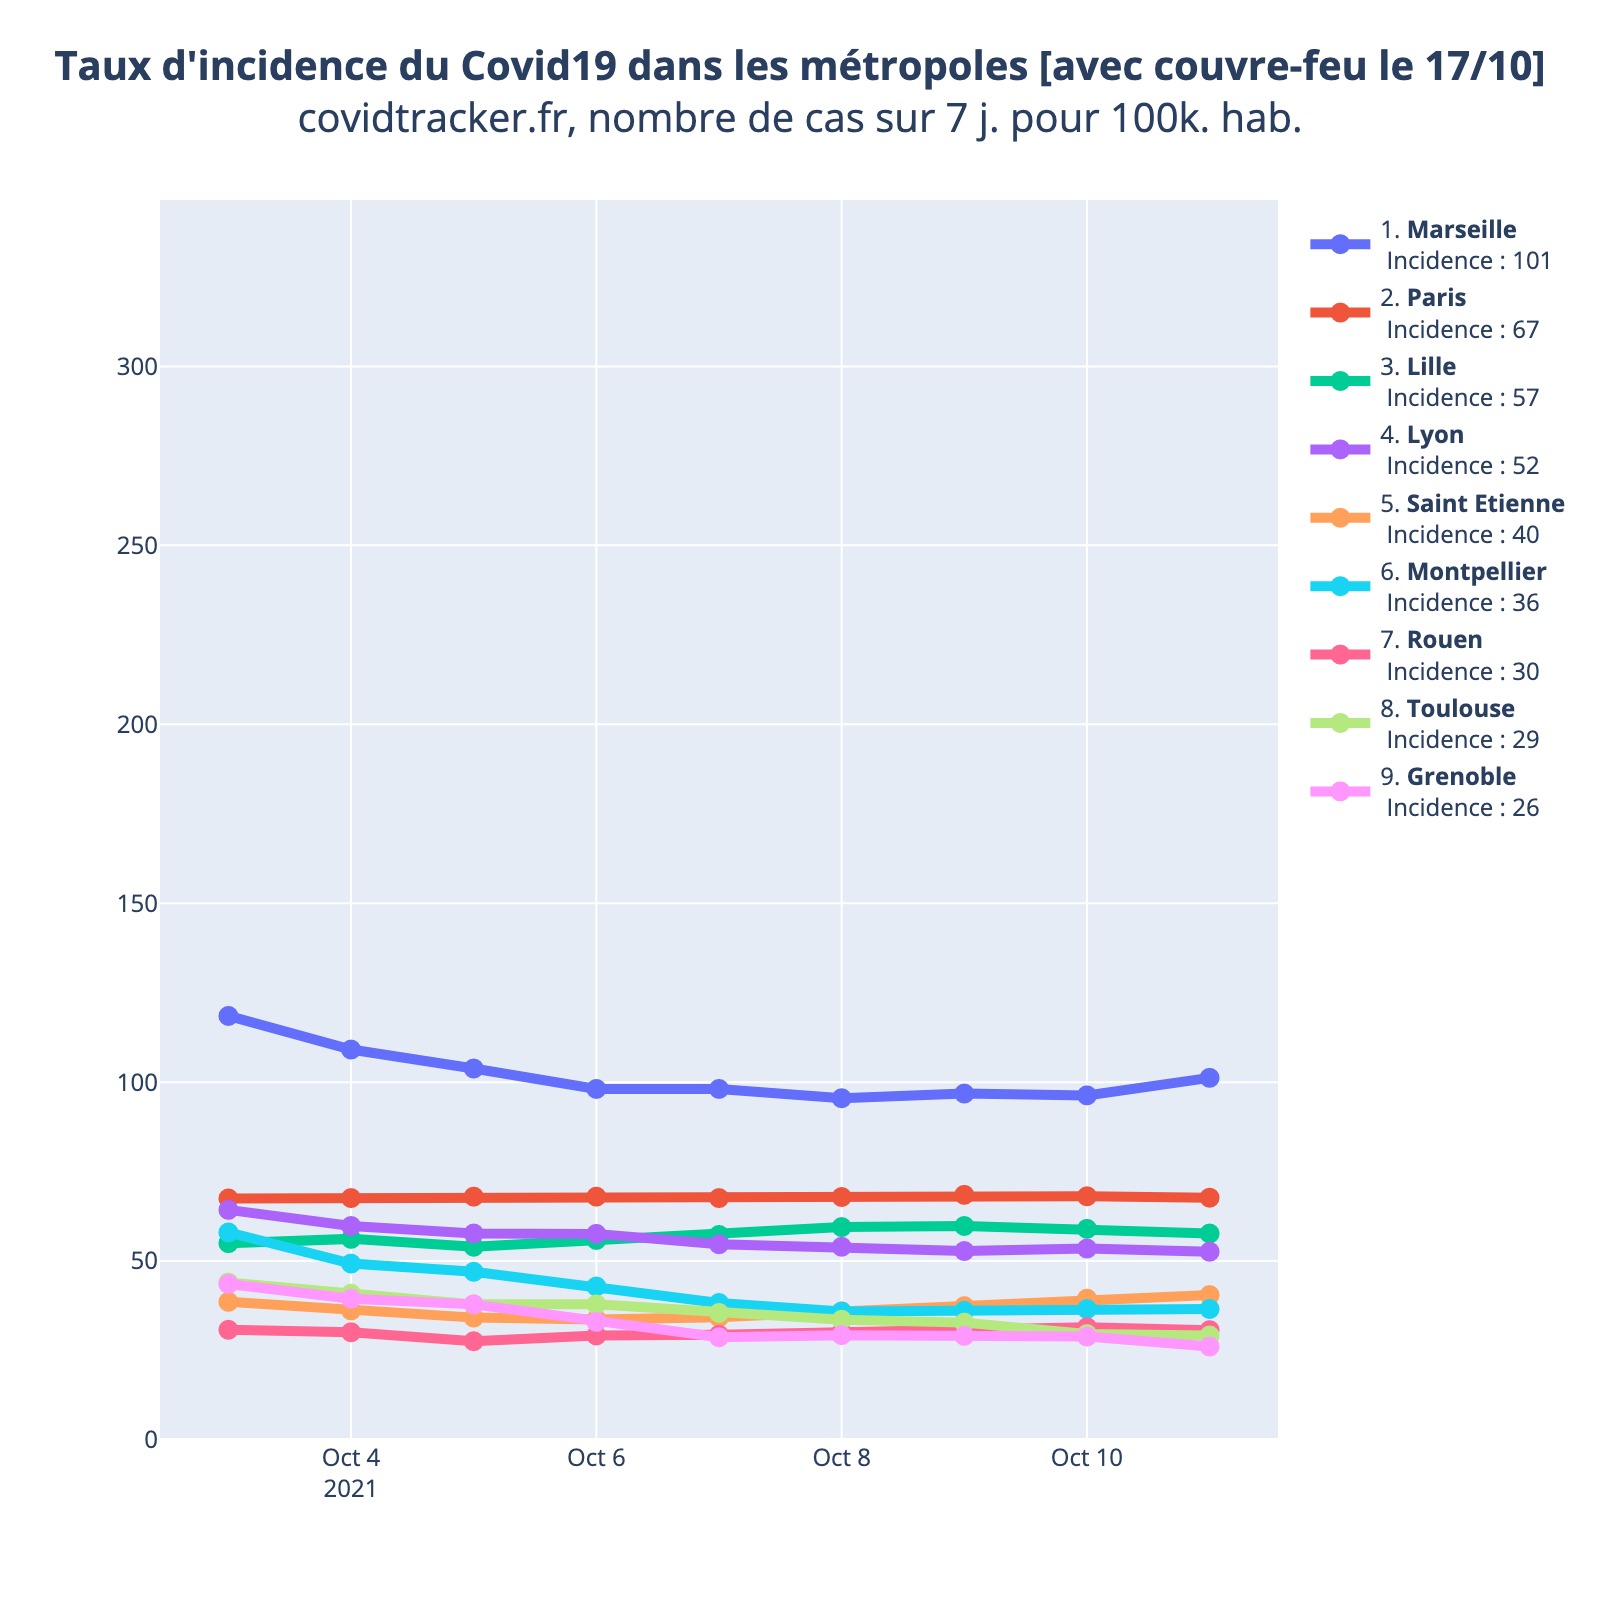 Taux d'incidence du Covid19 dans les métropoles [avec couvre-feu le 17/10]
covidtracker.fr, nombre de cas sur 7 j. pour 100k. hab.
300
250
200
150
100
50
0
Oct 4
2021
Oct 6
Oct 8
Oct 10
1. Marseille
Incidence : 101
2. Paris
Incidence : 67
3. Lille
Incidence : 57
4. Lyon
Incidence : 52
5. Saint Etienne
Incidence : 40
6. Montpellier
Incidence : 36
7. Rouen
Incidence : 30
8. Toulouse
Incidence : 29
9. Grenoble
Incidence : 26